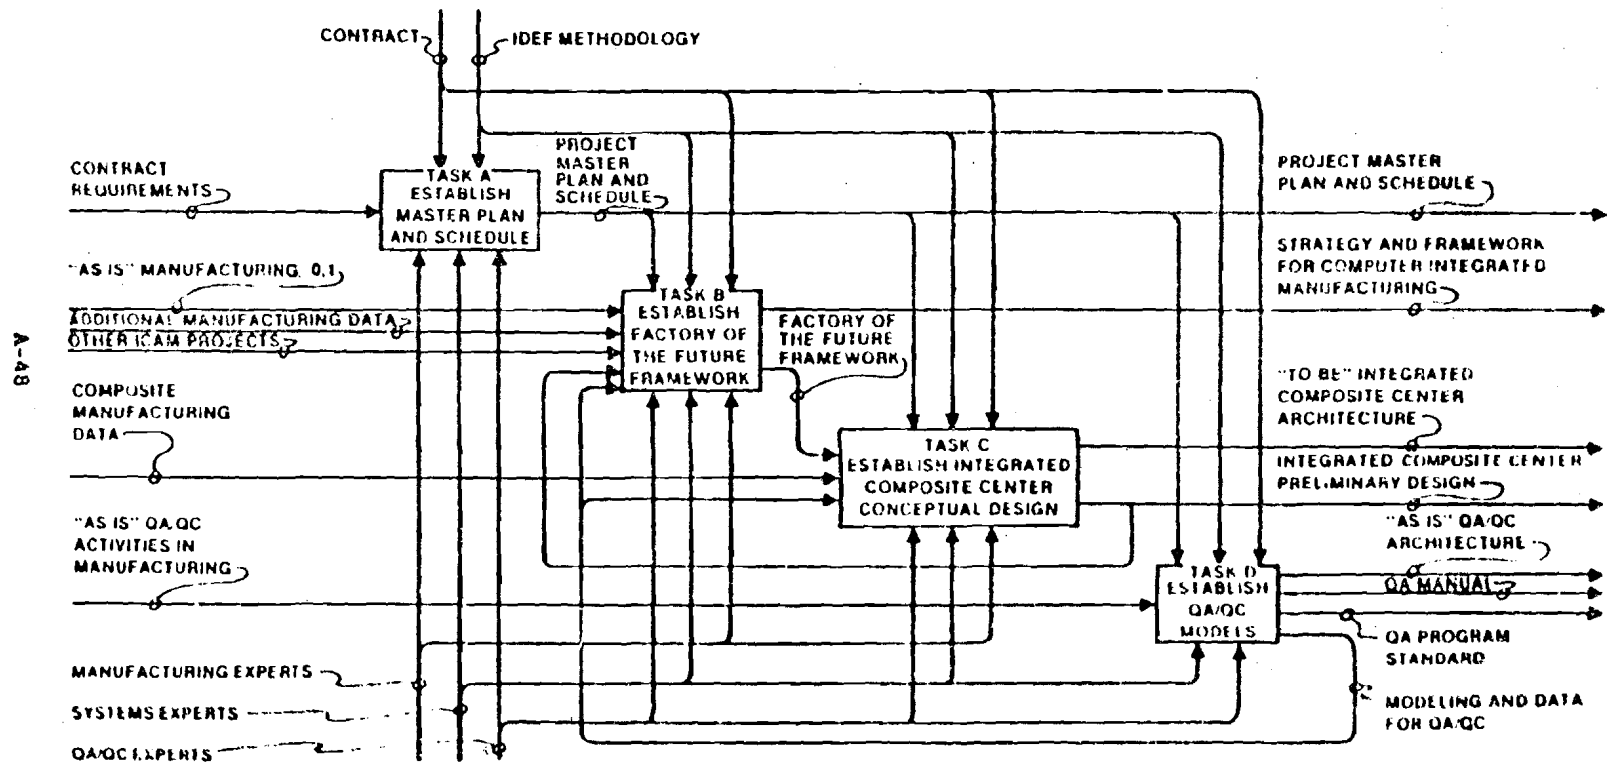 CONTRACT
IDEF METHODOLOGY
CONTRACT
REQUIREMENTS
TASK A
ESTABLISH
MASTER PLAN
AND SCHEDULE
PROJECT
MASTER
PLAN AND
SCHEDULE
PROJECT MASTER
PLAN AND SCHEDULE
"AS IS" MANUFACTURING 0,1
ADDITIONAL MANUFACTURING DATA
OTHER ICAM PROJECTS
TASK B
ESTABLISH
FACTORY OF
THE FUTURE
FRAMEWORK
FACTORY OF
THE FUTURE
FRAMEWORK
STRATEGY AND FRAMEWORK
FOR COMPUTER INTEGRATED
MANUFACTURING
A-48
COMPOSITE
MANUFACTURING
DATA
TASK C
ESTABLISH INTEGRATED
COMPOSITE CENTER
CONCEPTUAL DESIGN
"TO BE" INTEGRATED
COMPOSITE CENTER
ARCHITECTURE
INTEGRATED COMPOSITE CENTER
PRELIMINARY DESIGN
"AS IS" QA/QC
ACTIVITIES IN
MANUFACTURING
TASK D
ESTABLISH
QA/QC
MODELS
"AS IS" QA/QC
ARCHITECTURE
QA MANUAL
QA PROGRAM
STANDARD
MODELING AND DATA
FOR QA/QC
MANUFACTURING EXPERTS
SYSTEMS EXPERTS
QA/QC EXPERTS